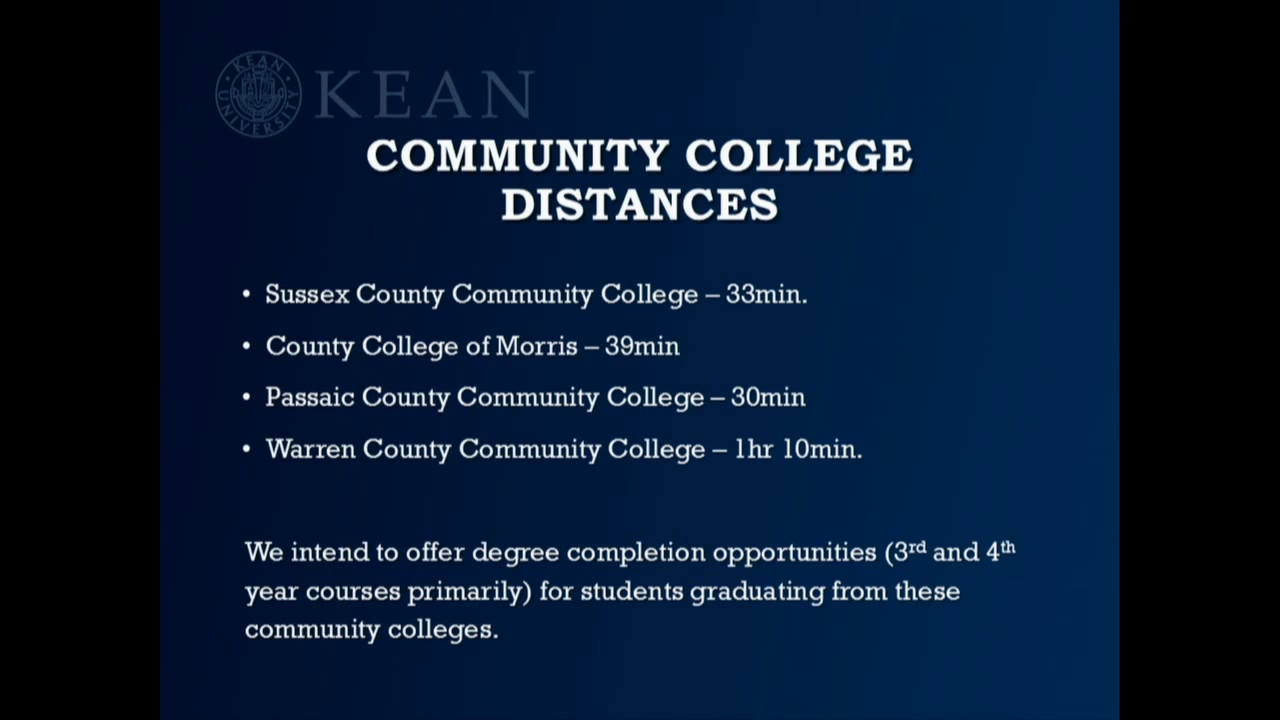 KEAN UNIVERSITY
KEAN
COMMUNITY COLLEGE
DISTANCES
• Sussex County Community College – 33min.
• County College of Morris – 39min
• Passaic County Community College – 30min
• Warren County Community College – 1hr 10min.
We intend to offer degree completion opportunities (3rd and 4th
year courses primarily) for students graduating from these
community colleges.